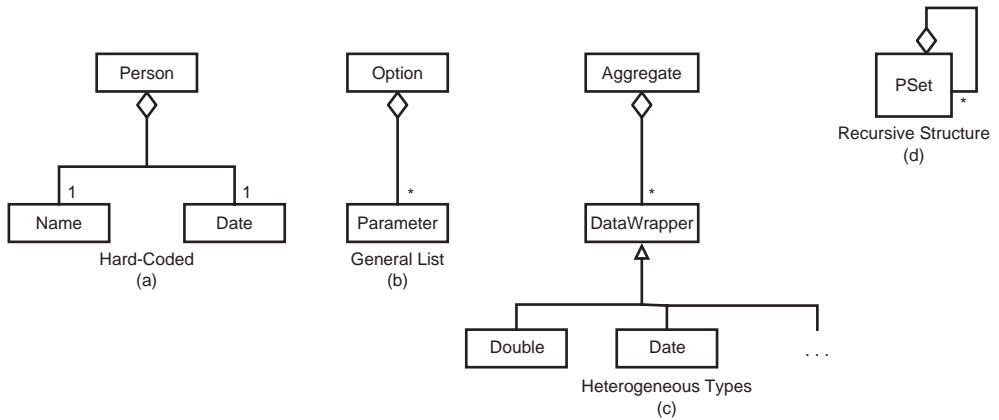 Person
1
1
Name
Date
Hard-Coded
(a)
Option
*
Parameter
General List
(b)
Aggregate
*
DataWrapper
Double
Date
. . .
Heterogeneous Types
(c)
PSet
*
Recursive Structure
(d)